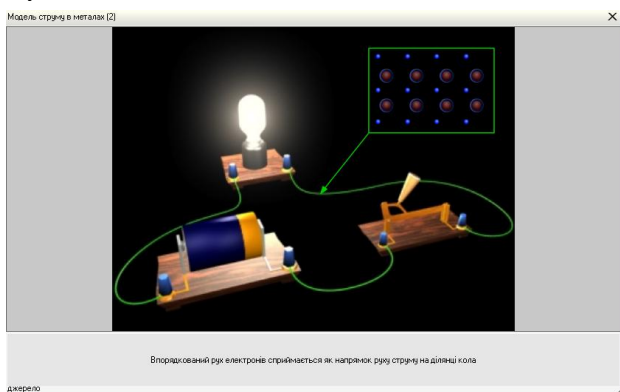 Модель струму в металах (2)
Впорядкований рух електронів сприймається як напрямок руху струму на ділянці кола
джерело